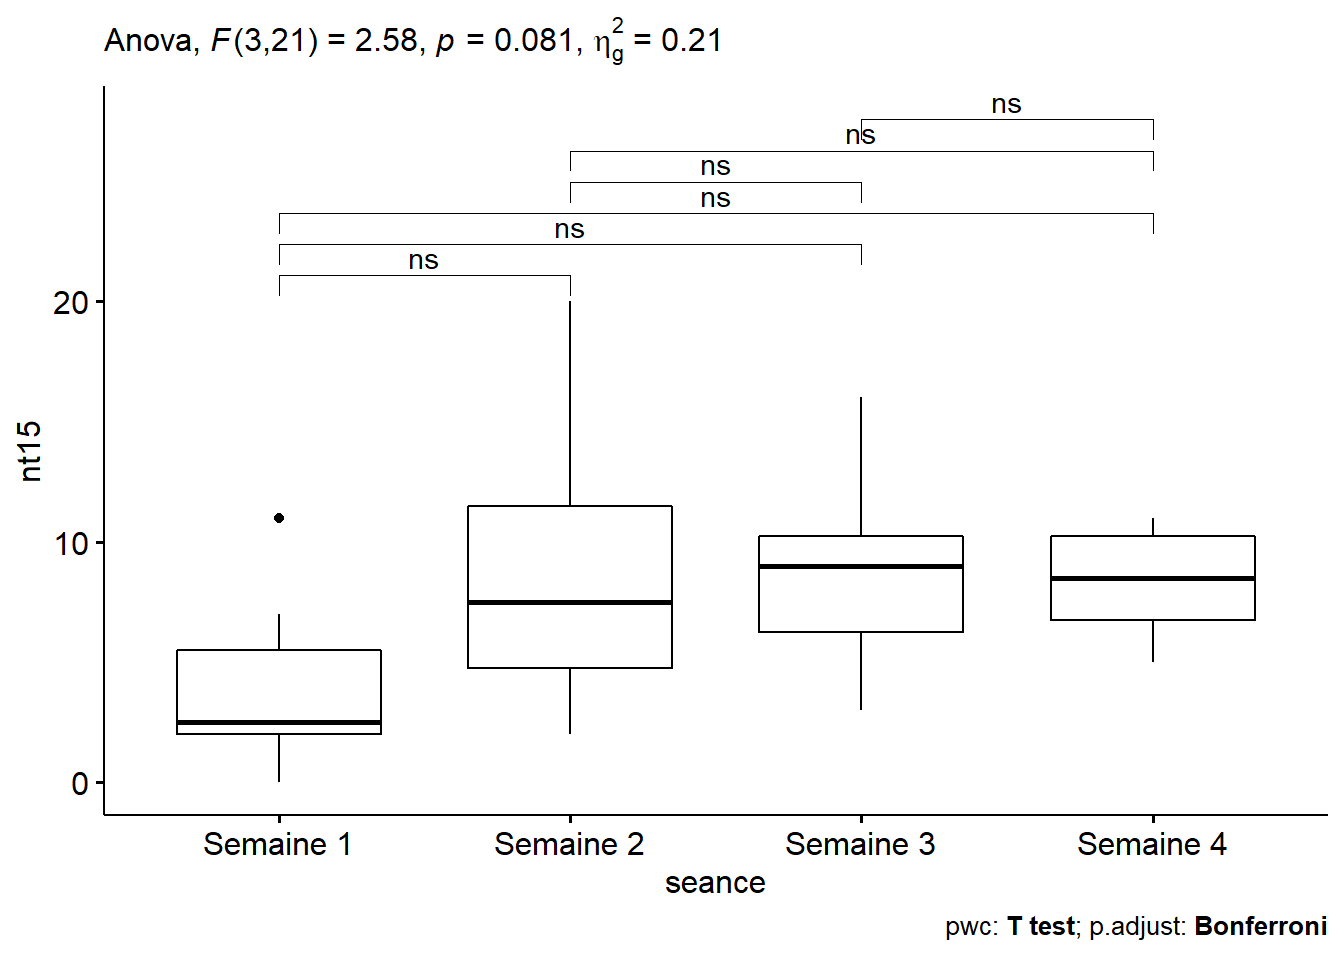 Anova, F(3,21) = 2.58, p = 0.081, η²g = 0.21
ns
ns
ns
ns
ns
ns
20
10
0
nt15
Semaine 1 Semaine 2 Semaine 3 Semaine 4
seance
pwc: T test; p.adjust: Bonferroni